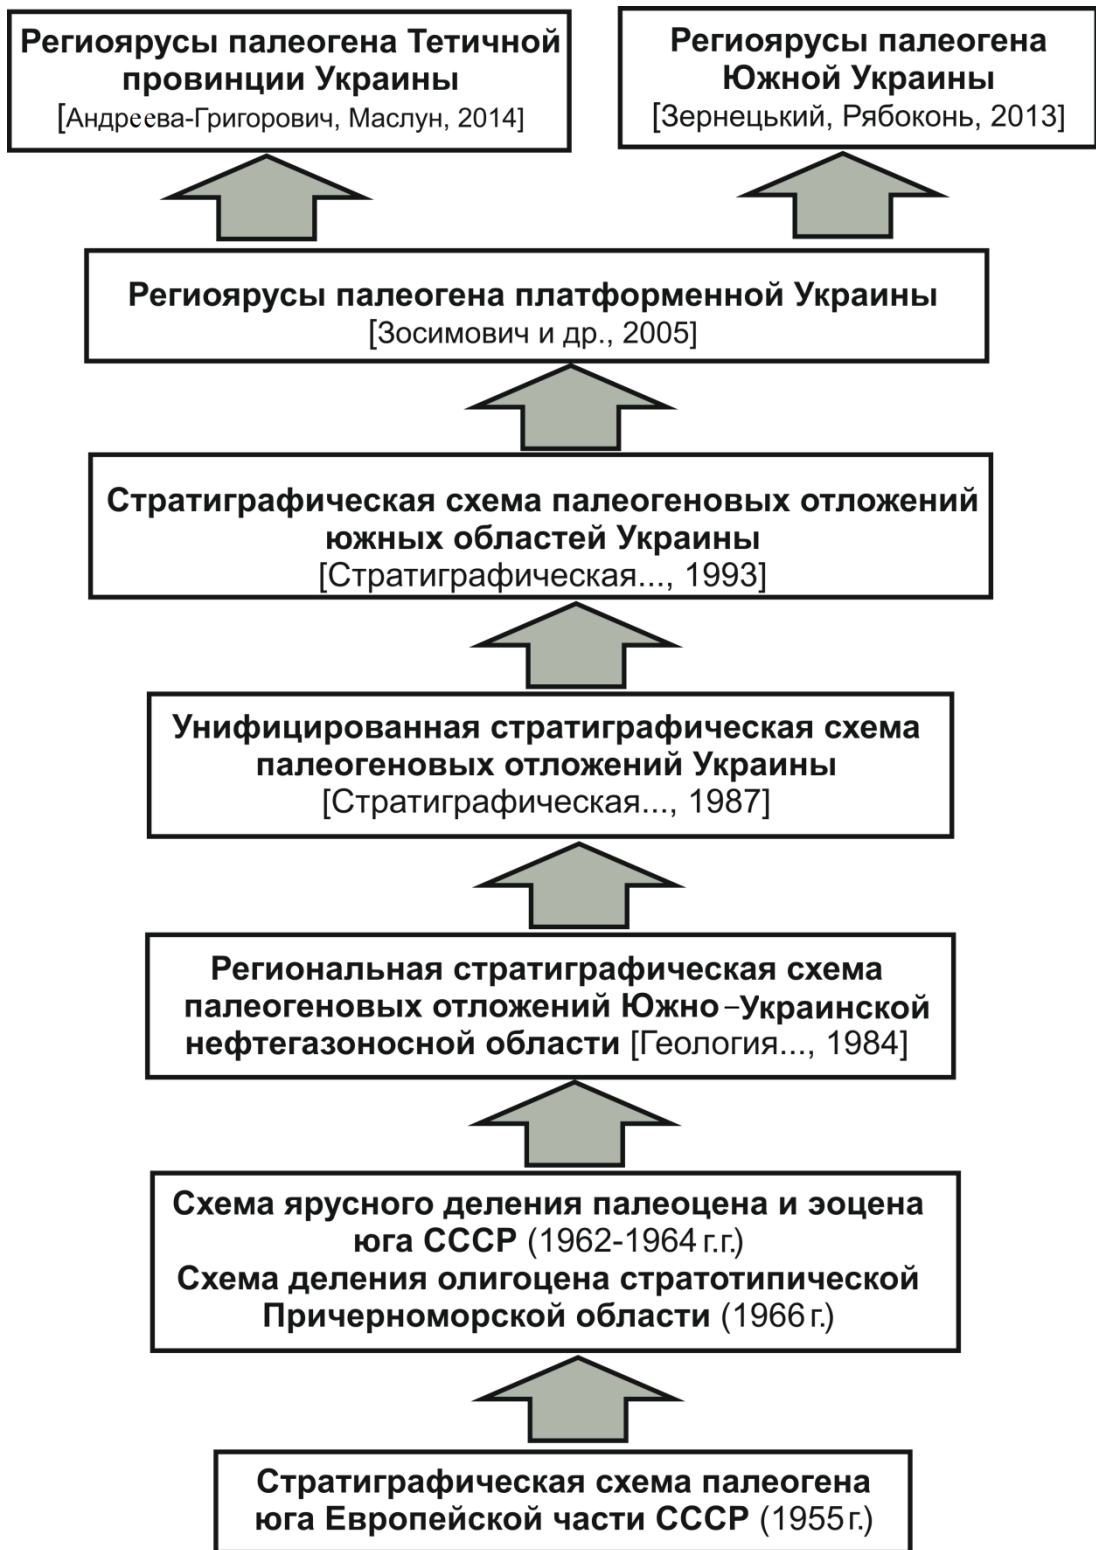 Региоярусы палеогена Тетичной
провинции Украины
[Андреева-Григорович, Маслун, 2014]
Региоярусы палеогена
Южной Украины
[Зернецький, Рябоконь, 2013]
Региоярусы палеогена платформенной Украины
[Зосимович и др., 2005]
Стратиграфическая схема палеогеновых отложений
южных областей Украины
[Стратиграфическая..., 1993]
Унифицированная стратиграфическая схема
палеогеновых отложений Украины
[Стратиграфическая..., 1987]
Региональная стратиграфическая схема
палеогеновых отложений Южно–Украинской
нефтегазоносной области [Геология..., 1984]
Схема ярусного деления палеоцена и эоцена
юга СССР (1962-1964 г.г.)
Схема деления олигоцена стратотипической
Причерноморской области (1966 г.)
Стратиграфическая схема палеогена
юга Европейской части СССР (1955 г.)